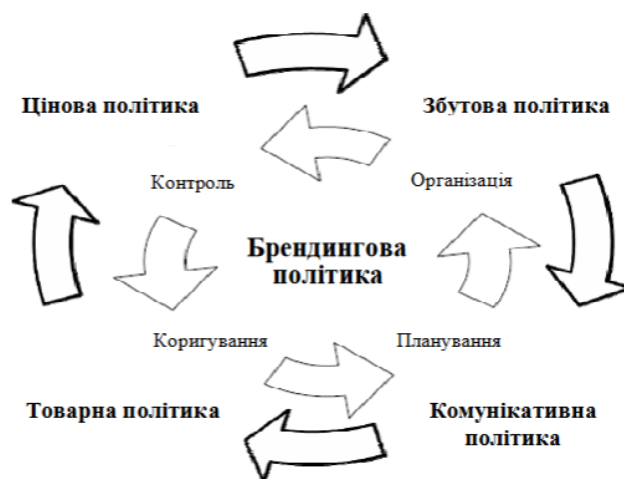 Цінова політика
Збутова політика
Контроль
Організація
Брендингова
політика
Коригування
Планування
Товарна політика
Комунікативна
політика